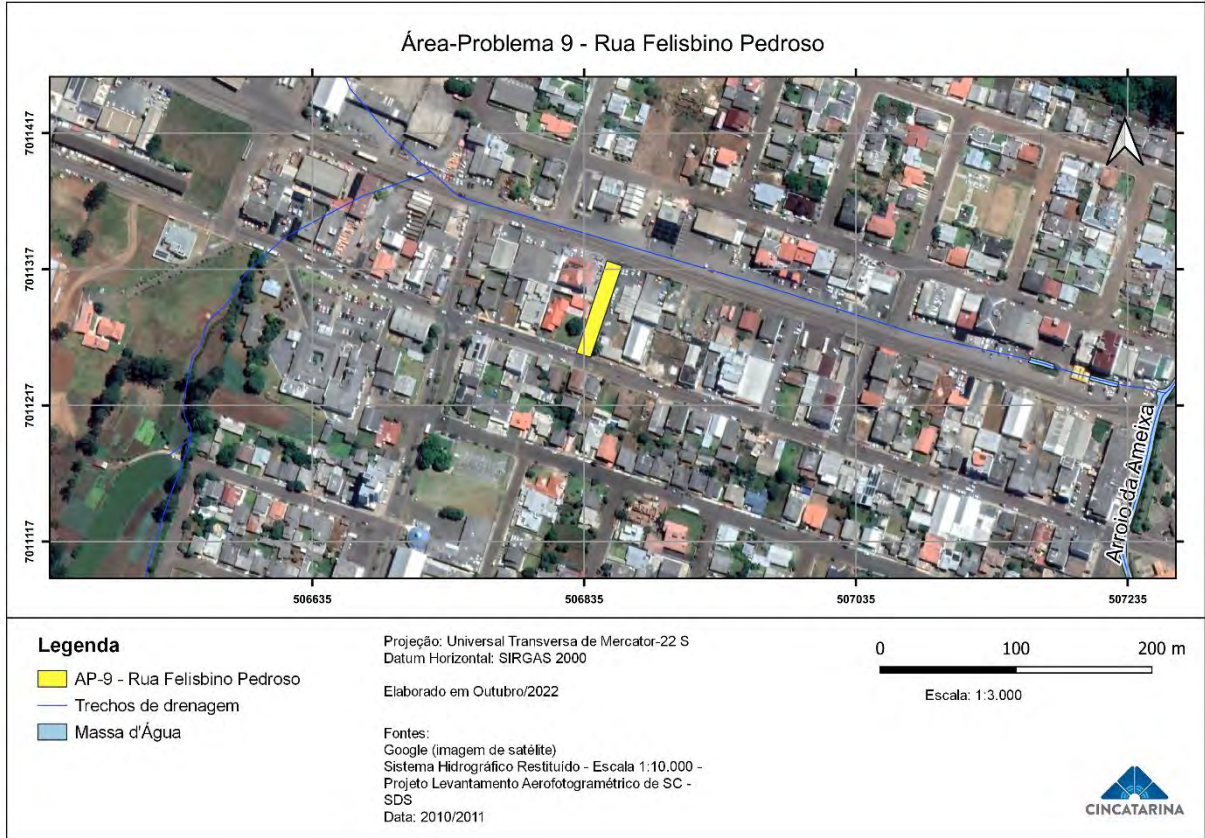 Área-Problema 9 - Rua Felisbino Pedroso
7011417
7011317
7011217
7011117
Arroio da Ameixa
506635
506835
507035
507235
Legenda
AP-9 - Rua Felisbino Pedroso
Trechos de drenagem
Massa d'Água
Projeção: Universal Transversa de Mercator-22 S
Datum Horizontal: SIRGAS 2000
Elaborado em Outubro/2022
Fontes:
Google (imagem de satélite)
Sistema Hidrográfico Restituído - Escala 1:10.000 -
Projeto Levantamento Aerofotogramétrico de SC -
SDS
Data: 2010/2011
0 100 200 m
Escala: 1:3.000
CINCATARINA